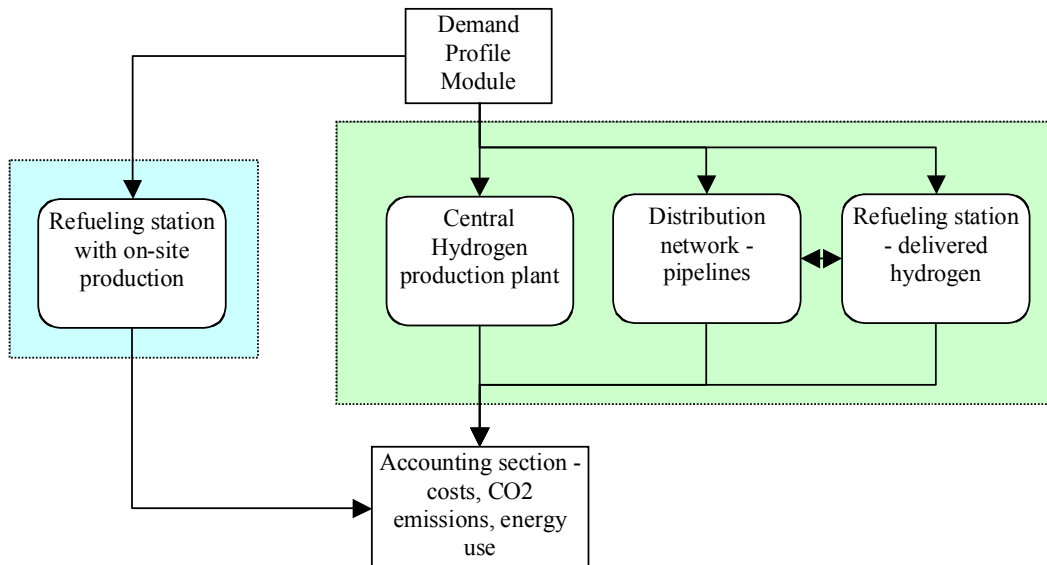 Demand
Profile
Module
Refueling station
with on-site
production
Central
Hydrogen
production plant
Distribution
network -
pipelines
Refueling station
- delivered
hydrogen
Accounting section -
costs, CO2
emissions, energy
use